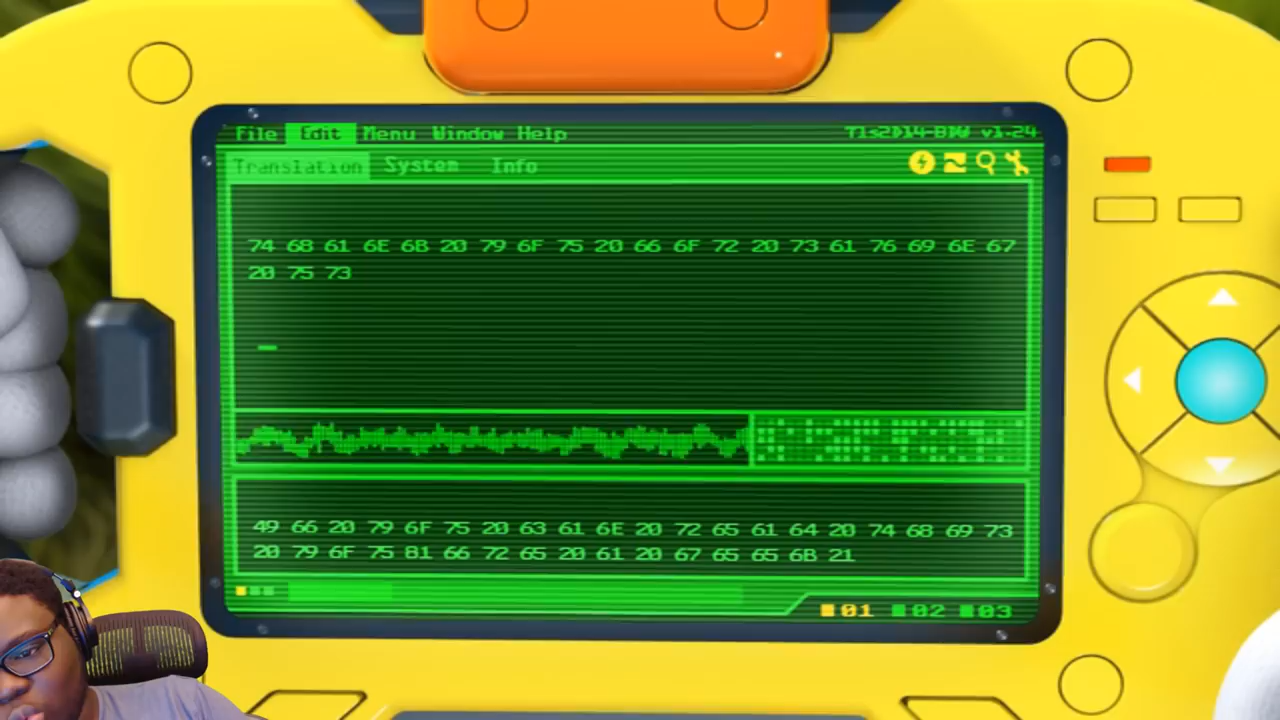 File Edit Menu Window Help
Translation System Info
74 68 61 6E 6B 20 79 6F 75 20 66 6F 72 20 73 61 76 69 6E 67
20 75 73
49 66 20 79 6F 75 20 63 61 6E 20 72 65 61 64 20 74 68 69 73
20 79 6F 75 81 66 72 65 20 61 20 67 65 65 6B 21
01 02 03